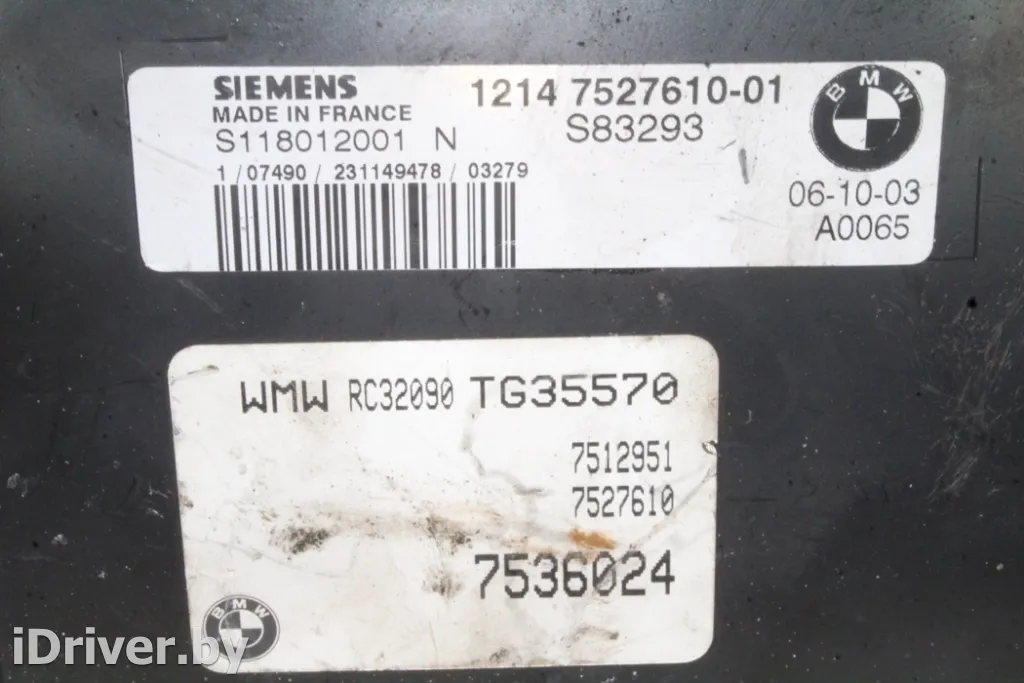 SIEMENS
MADE IN FRANCE
S118012001 N
1214 7527610-01
S83293
BMW
06-10-03
A0065
1/07490/231149478/03279
WMW RC32090 TG35570
7512951
7527610
7536024
BMW
iDriver.by